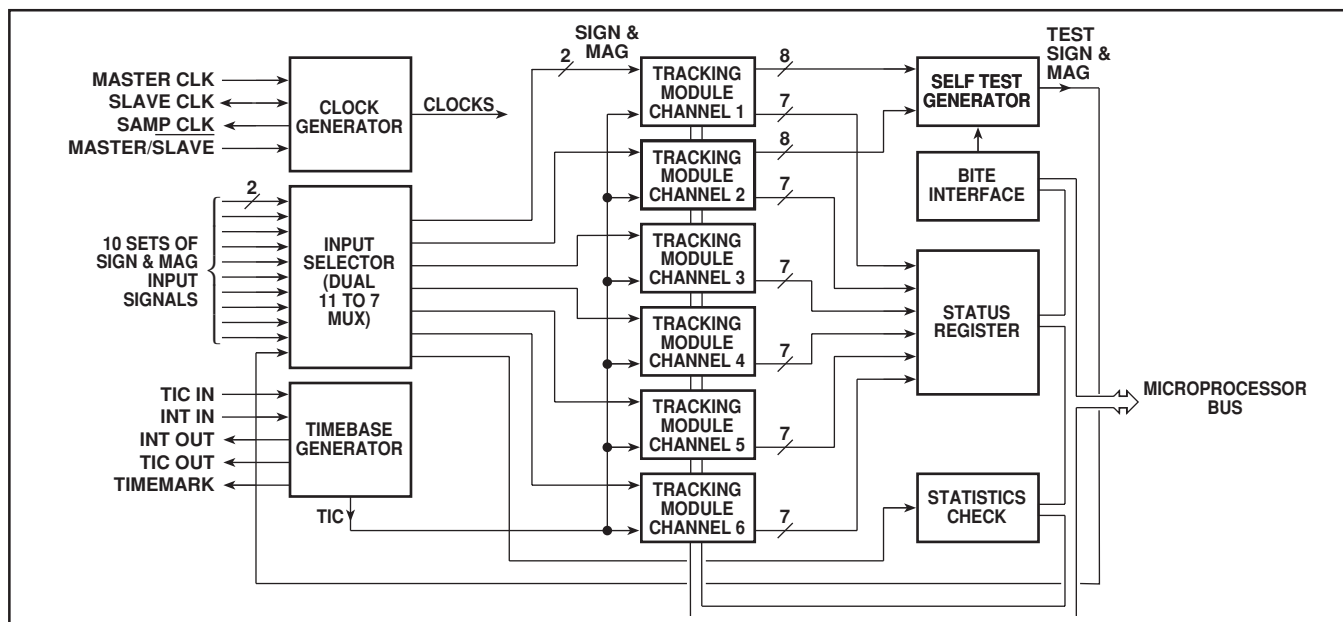 MASTER CLK
SLAVE CLK
SAMP CLK
MASTER/SLAVE
CLOCK
GENERATOR
CLOCKS
2
10 SETS OF
SIGN & MAG
INPUT
SIGNALS
INPUT
SELECTOR
(DUAL
11 TO 7
MUX)
TIC IN
INT IN
INT OUT
TIC OUT
TIMEMARK
TIMEBASE
GENERATOR
TIC
SIGN &
MAG
2
TRACKING
MODULE
CHANNEL 1
8
7
TRACKING
MODULE
CHANNEL 2
8
7
TRACKING
MODULE
CHANNEL 3
7
TRACKING
MODULE
CHANNEL 4
7
TRACKING
MODULE
CHANNEL 5
7
TRACKING
MODULE
CHANNEL 6
7
TEST
SIGN &
MAG
SELF TEST
GENERATOR
BITE
INTERFACE
STATUS
REGISTER
STATISTICS
CHECK
MICROPROCESSOR
BUS